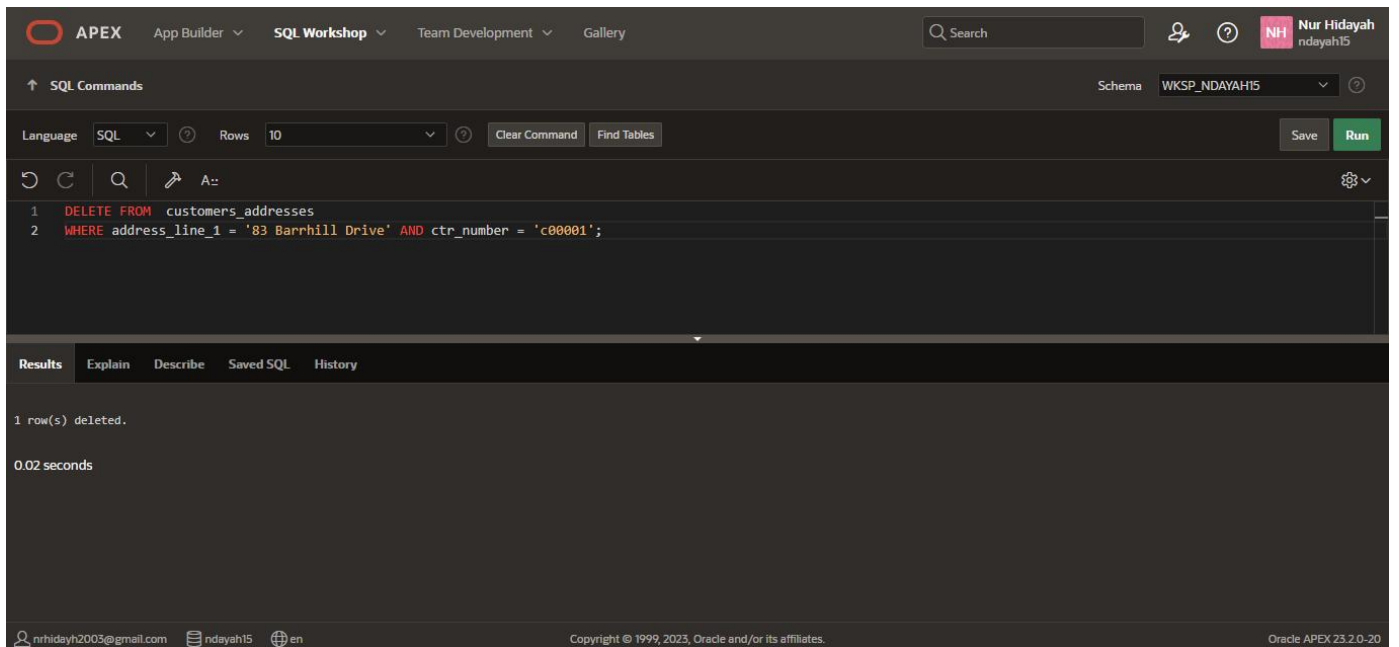 APEX App Builder SQL Workshop Team Development Gallery Search NH Nur Hidayah
ndayah15
SQL Commands Schema WKSP_NDAYAH15
Language SQL Rows 10 Clear Command Find Tables Save Run
A::
1 DELETE FROM  customers_addresses
2 WHERE address_line_1 = '83 Barrhill Drive' AND ctr_number = 'c00001';
Results Explain Describe Saved SQL History
1 row(s) deleted.
0.02 seconds
nrhidayh2003@gmail.com ndayah15 en Copyright © 1999, 2023, Oracle and/or its affiliates. Oracle APEX 23.2.0-20